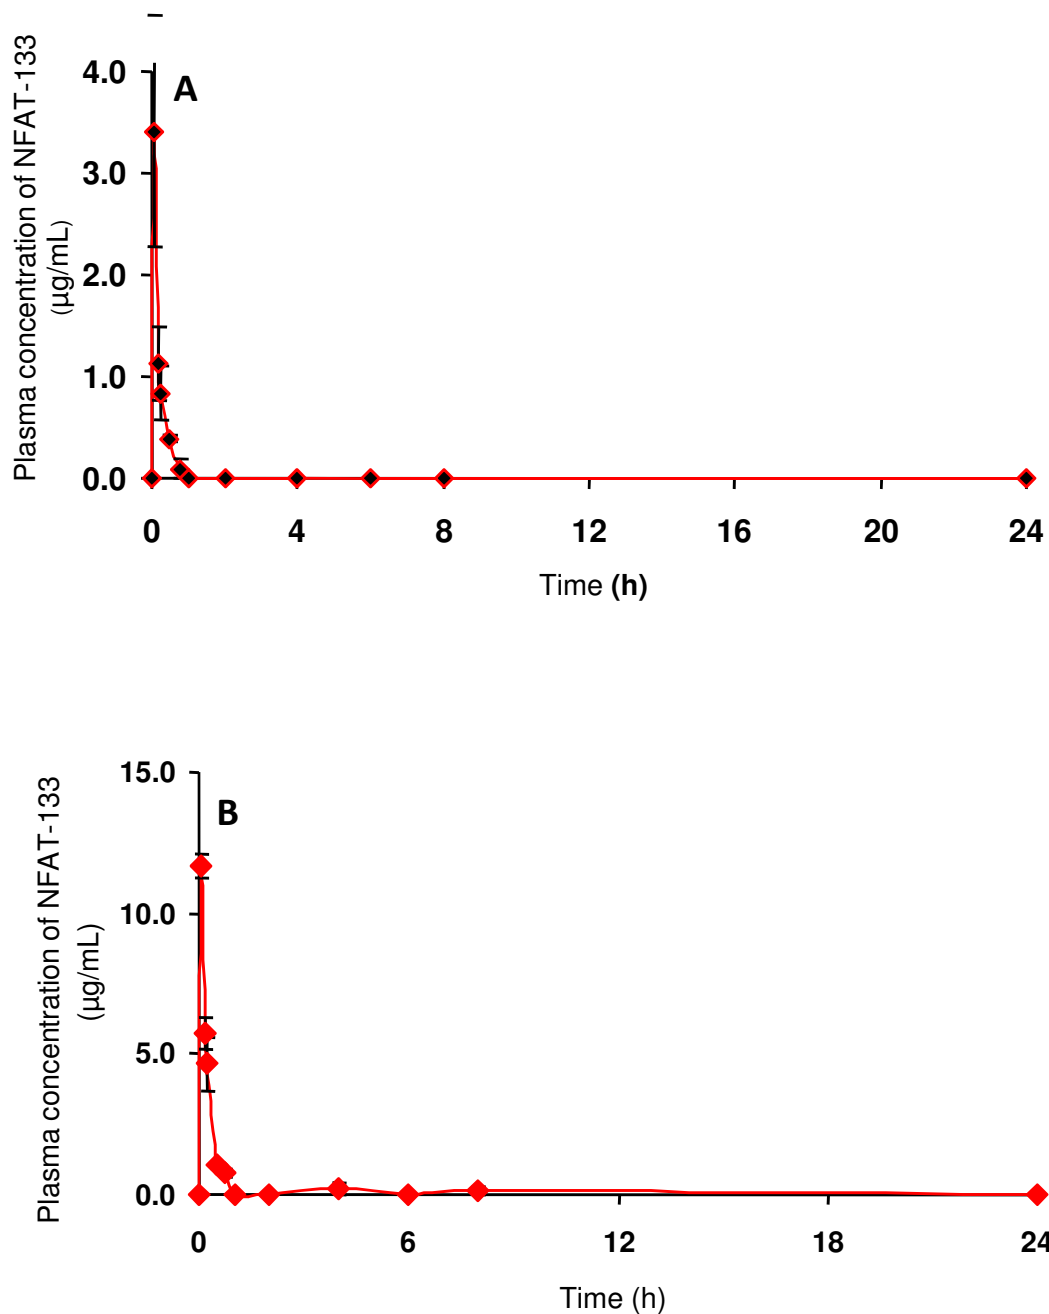 Plasma concentration of NFAT-133
(µg/mL)
A
4.0
3.0
2.0
1.0
0.0
0 4 8 12 16 20 24
Time (h)
Plasma concentration of NFAT-133
(µg/mL)
B
15.0
10.0
5.0
0.0
0 6 12 18 24
Time (h)